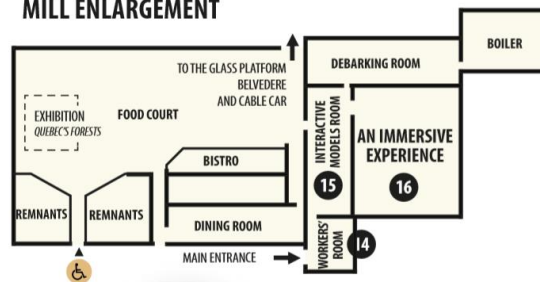 MILL ENLARGEMENT
BOILER
DEBARKING ROOM
TO THE GLASS PLATFORM
BELVEDERE
AND CABLE CAR
EXHIBITION
QUEBEC'S FORESTS
FOOD COURT
INTERACTIVE
MODELS ROOM
15
AN IMMERSIVE
EXPERIENCE
16
BISTRO
REMNANTS
REMNANTS
DINING ROOM
MAIN ENTRANCE
WORKERS'
ROOM
14